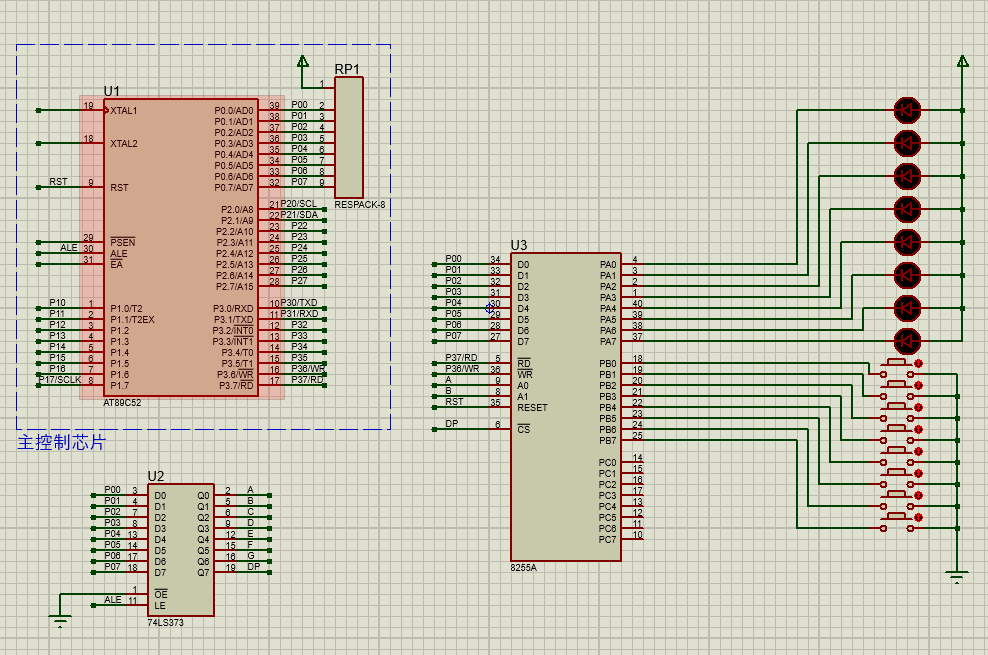 U1
19 XTAL1
18 XTAL2
RST 9 RST
29 PSEN
ALE 30 ALE
31 EA
P10 1 P1.0/T2
P11 2 P1.1/T2EX
P12 3 P1.2
P13 4 P1.3
P14 5 P1.4
P15 6 P1.5
P16 7 P1.6
P17/SCLK 8 P1.7
P0.0/AD0 39 P00
P0.1/AD1 38 P01
P0.2/AD2 37 P02
P0.3/AD3 36 P03
P0.4/AD4 35 P04
P0.5/AD5 34 P05
P0.6/AD6 33 P06
P0.7/AD7 32 P07
P2.0/A8 21 P20/SCL
P2.1/A9 22 P21/SDA
P2.2/A10 23 P22
P2.3/A11 24 P23
P2.4/A12 25 P24
P2.5/A13 26 P25
P2.6/A14 27 P26
P2.7/A15 28 P27
P3.0/RXD 10 P30/TXD
P3.1/TXD 11 P31/RXD
P3.2/INT0 12 P32
P3.3/INT1 13 P33
P3.4/T0 14 P34
P3.5/T1 15 P35
P3.6/WR 16 P36/WR
P3.7/RD 17 P37/RD
AT89C52
RP1
1
2
3
4
5
6
7
8
9
RESPACK-8
主控制芯片
U2
P00 3 D0 Q0 2 A
P01 4 D1 Q1 5 B
P02 7 D2 Q2 6 C
P03 8 D3 Q3 9 D
P04 13 D4 Q4 12 E
P05 14 D5 Q5 15 F
P06 17 D6 Q6 16 G
P07 18 D7 Q7 19 DP
1 OE
ALE 11 LE
74LS373
U3
P00 34 D0 PA0 4
P01 33 D1 PA1 3
P02 32 D2 PA2 2
P03 31 D3 PA3 1
P04 30 D4 PA4 40
P05 29 D5 PA5 39
P06 28 D6 PA6 38
P07 27 D7 PA7 37
P37/RD 5 RD PB0 18
P36/WR 36 WR PB1 19
A 9 A0 PB2 20
B 8 A1 PB3 21
RST 35 RESET PB4 22
PB5 23
DP 6 CS PB6 24
PB7 25
PC0 14
PC1 15
PC2 16
PC3 17
PC4 13
PC5 12
PC6 11
PC7 10
8255A